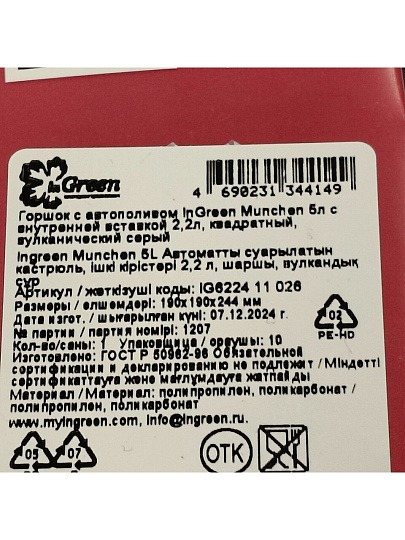 inGreen
4 690231 344149
Горшок с автополивом InGreen Munchen 5л с
внутренней вставкой 2,2л, квадратный,
вулканический серый
Ingreen Munchen 5L Автоматты суарылатын
кастрюль, ішкі кірістері 2,2 л, шаршы, вулкандық
сұр
Артикул / жеткізуші коды: IG6224 11 026
Размеры / өлшемдері: 190х190х244 мм
Дата изгот. / шығарылған күні: 07.12.2024 г.
№ партии / партия нөмірі: 1207
Кол-во/саны: 1 Упаковщица / ораушы: 10
Изготовлено: ГОСТ Р 50962-96 Обязательной
сертификации и декларированию не подлежит / Міндетті
сертификаттауға және мағлұмдауға жатпайды
Материал / Материал: полипропилен, поликарбонат /
полипропилен, поликарбонат
www.myingreen.com, info@ingreen.ru
02
PE-HD
05 07
ОТК